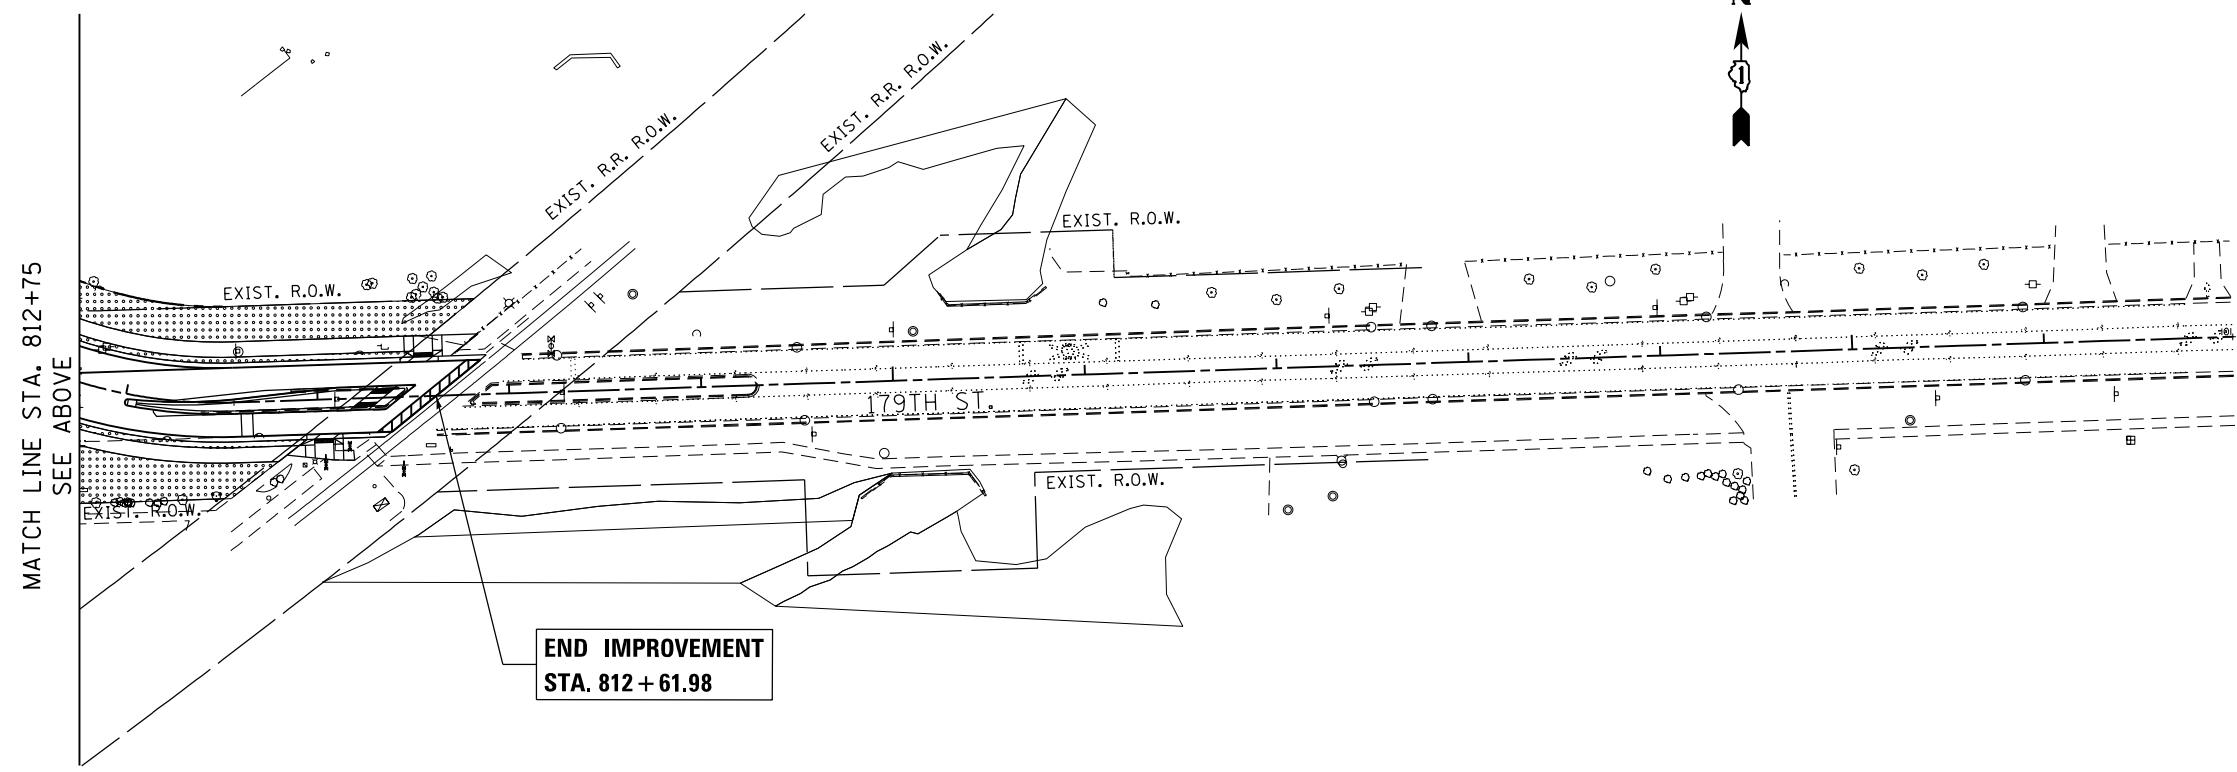 N
1
EXIST. R.R. R.O.W.
EXIST. R.R. R.O.W.
EXIST. R.O.W.
EXIST. R.O.W.
MATCH LINE STA. 812+75
SEE ABOVE
179TH ST.
EXIST. R.O.W.
EXIST. R.O.W.
END IMPROVEMENT
STA. 812+61.98